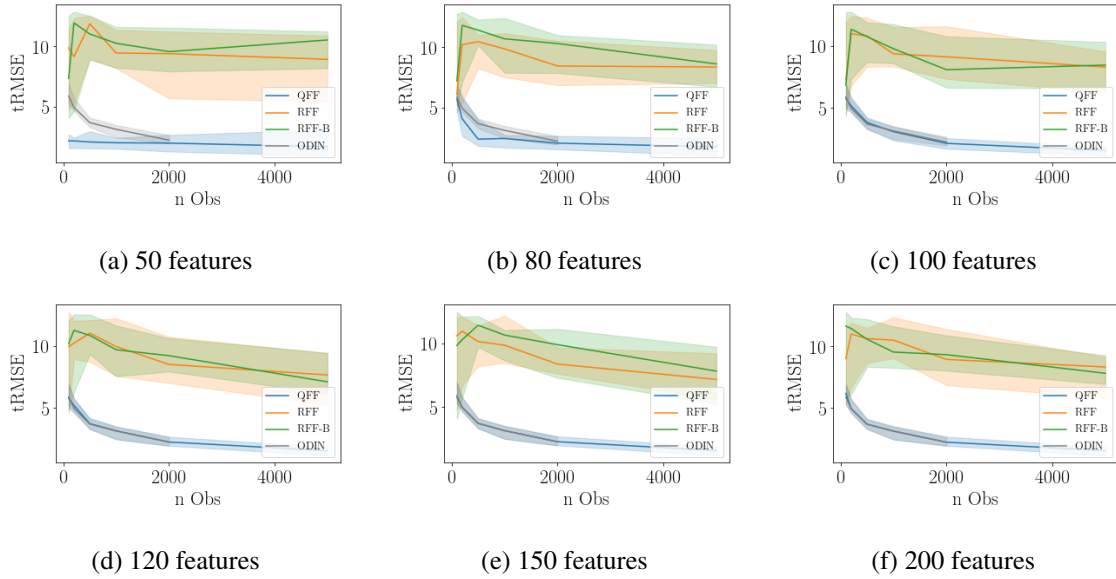 tRMSE
10
5
QFF
RFF
RFF-B
ODIN
0
2000
4000
n Obs
(a) 50 features
tRMSE
10
5
QFF
RFF
RFF-B
ODIN
0
2000
4000
n Obs
(b) 80 features
tRMSE
10
5
QFF
RFF
RFF-B
ODIN
0
2000
4000
n Obs
(c) 100 features
tRMSE
10
5
QFF
RFF
RFF-B
ODIN
0
2000
4000
n Obs
(d) 120 features
tRMSE
10
5
QFF
RFF
RFF-B
ODIN
0
2000
4000
n Obs
(e) 150 features
tRMSE
10
5
QFF
RFF
RFF-B
ODIN
0
2000
4000
n Obs
(f) 200 features